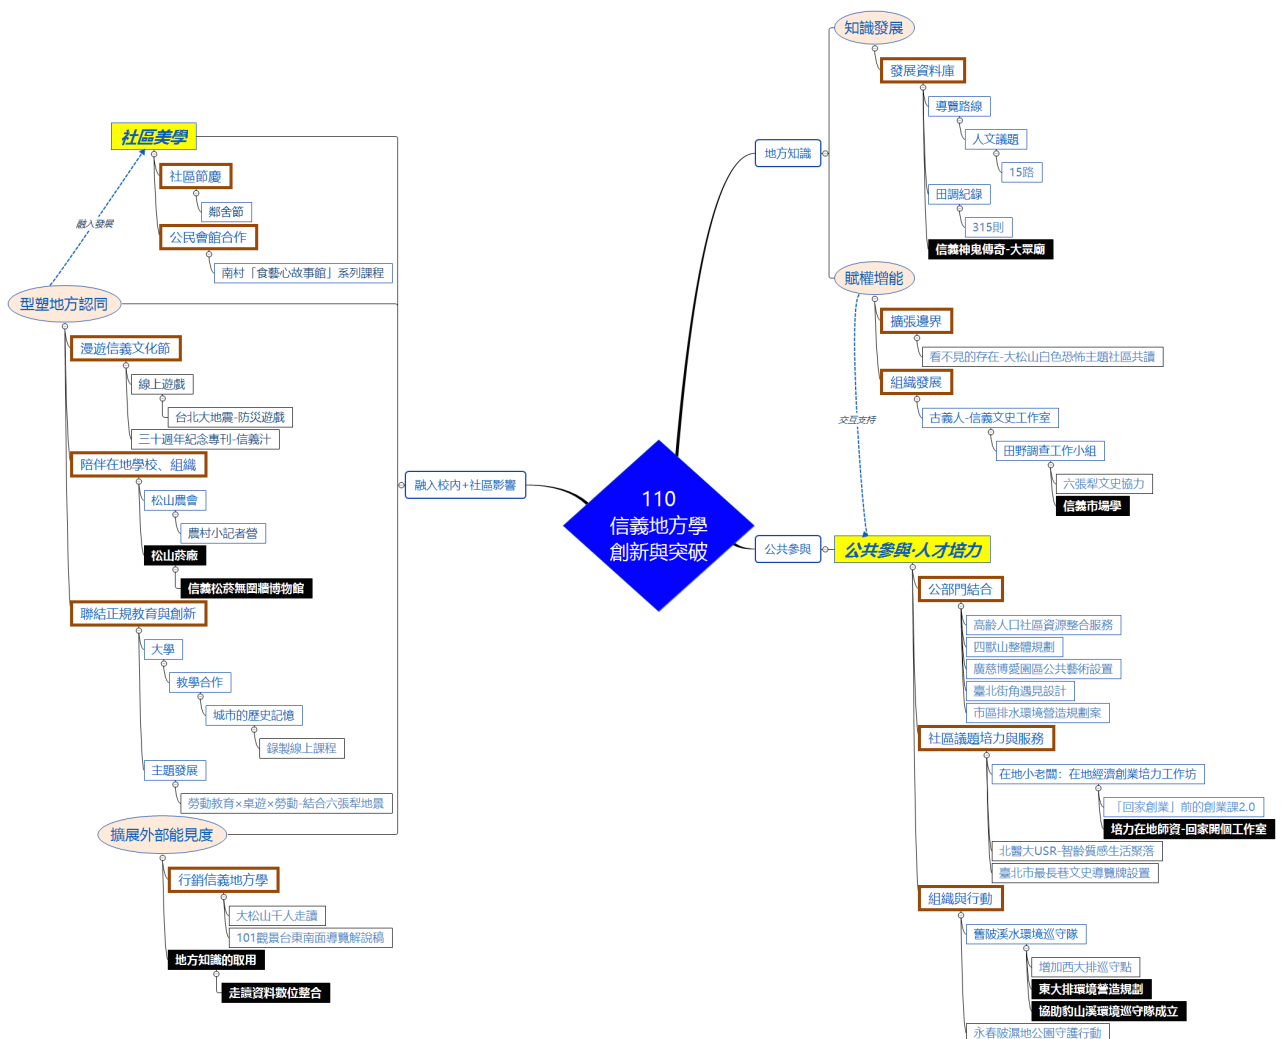 110
信義地方學
創新與突破
地方知識
知識發展
發展資料庫
導覽路線
人文議題
15路
田調紀錄
315則
信義神鬼傳奇-大眾廟
賦權增能
擴張邊界
看不見的存在-大松山白色恐怖主題社區共讀
組織發展
古義人-信義文史工作室
田野調查工作小組
六張犁文史協力
信義市場學
交互支持
公共參與
公共參與-人才培力
公部門結合
高齡人口社區資源整合服務
四獸山整體規劃
廣慈博愛園區公共藝術設置
臺北街角遇見設計
市區排水環境營造規劃案
社區議題培力與服務
在地小老闆：在地經濟創業培力工作坊
「回家創業」前的創業課2.0
培力在地師資-回家開個工作室
北醫大USR-智齡質感生活聚落
臺北市最長巷文史導覽牌設置
組織與行動
舊陂溪水環境巡守隊
增加西大排巡守點
東大排環境營造規劃
協助豹山溪環境巡守隊成立
永春陂濕地公園守護行動
融入校內+社區影響
社區美學
社區節慶
鄰舍節
公民會館合作
南村「食藝心故事館」系列課程
融入發展
型塑地方認同
漫遊信義文化節
線上遊戲
台北大地震-防災遊戲
三十週年紀念專刊-信義汁
陪伴在地學校、組織
松山農會
農村小記者營
松山菸廠
信義松菸無圍牆博物館
聯結正規教育與創新
大學
教學合作
城市的歷史記憶
錄製線上課程
主題發展
勞動教育×桌遊×勞動-結合六張犁地景
擴展外部能見度
行銷信義地方學
大松山千人走讀
101觀景台東南面導覽解說稿
地方知識的取用
走讀資料數位整合